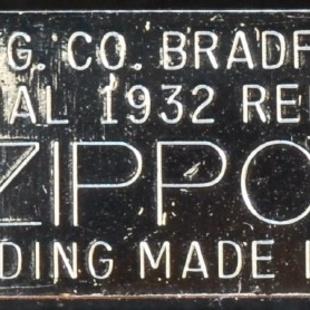 G. CO. BRADF
AL 1932 RE
ZIPPO
DING MADE I